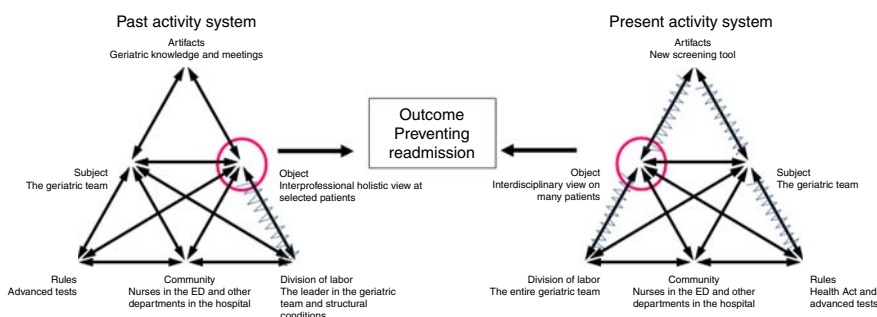 Past activity system
Artifacts
Geriatric knowledge and meetings
Subject
The geriatric team
Object
Interprofessional holistic view at
selected patients
Rules
Advanced tests
Community
Nurses in the ED and other
departments in the hospital
Division of labor
The leader in the geriatric
team and structural
conditions
Outcome
Preventing
readmission
Present activity system
Artifacts
New screening tool
Object
Interdisciplinary view on
many patients
Subject
The geriatric team
Division of labor
The entire geriatric team
Community
Nurses in the ED and other
departments in the hospital
Rules
Health Act and
advanced tests